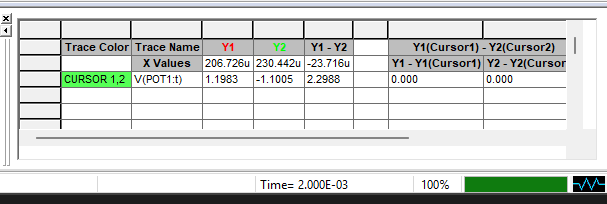 Trace Color Trace Name Y1 Y2 Y1 - Y2 Y1(Cursor1) - Y2(Cursor2)
X Values 206.726u 230.442u -23.716u Y1 - Y1(Cursor1) Y2 - Y2(Cursor
CURSOR 1,2 V(POT1:t) 1.1983 -1.1005 2.2988 0.000 0.000
Time= 2.000E-03 100%